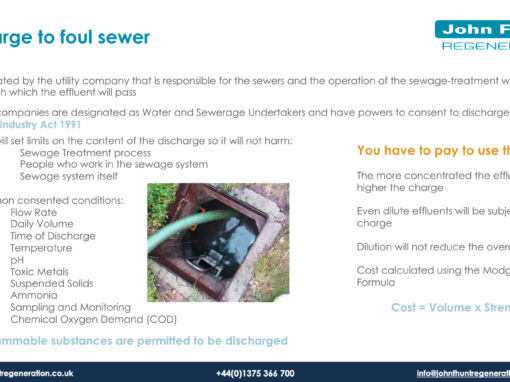 arge to foul sewer
John F
REGENE
ated by the utility company that is responsible for the sewers and the operation of the sewage-treatment w
h which the effluent will pass
companies are designated as Water and Sewerage Undertakers and have powers to consent to discharge
Industry Act 1991
ill set limits on the content of the discharge so it will not harm:
Sewage Treatment process
People who work in the sewage system
Sewage system itself
mon consented conditions:
Flow Rate
Daily Volume
Time of Discharge
Temperature
pH
Toxic Metals
Suspended Solids
Ammonia
Sampling and Monitoring
Chemical Oxygen Demand (COD)
You have to pay to use th
The more concentrated the efflu
higher the charge
Even dilute effluents will be subje
charge
Dilution will not reduce the overa
Cost calculated using the Modg
Formula
Cost = Volume x Stren
ammable substances are permitted to be discharged
tregeneration.co.uk
+44(0)1375 366 700
info@johnfhuntregeneration